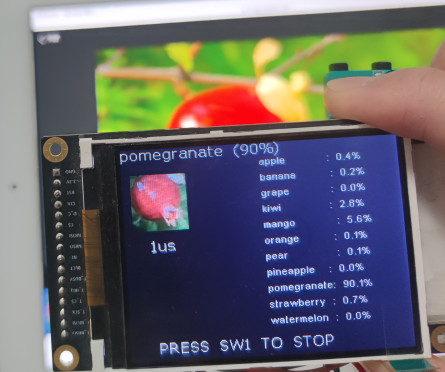 pomegranate (90%)
apple : 0.4%
banana : 0.2%
grape : 0.0%
kiwi : 2.8%
mango : 5.6%
orange : 0.1%
pear : 0.1%
pineapple : 0.0%
pomegranate: 90.1%
strawberry : 0.7%
watermelon : 0.0%
1us
PRESS SW1 TO STOP